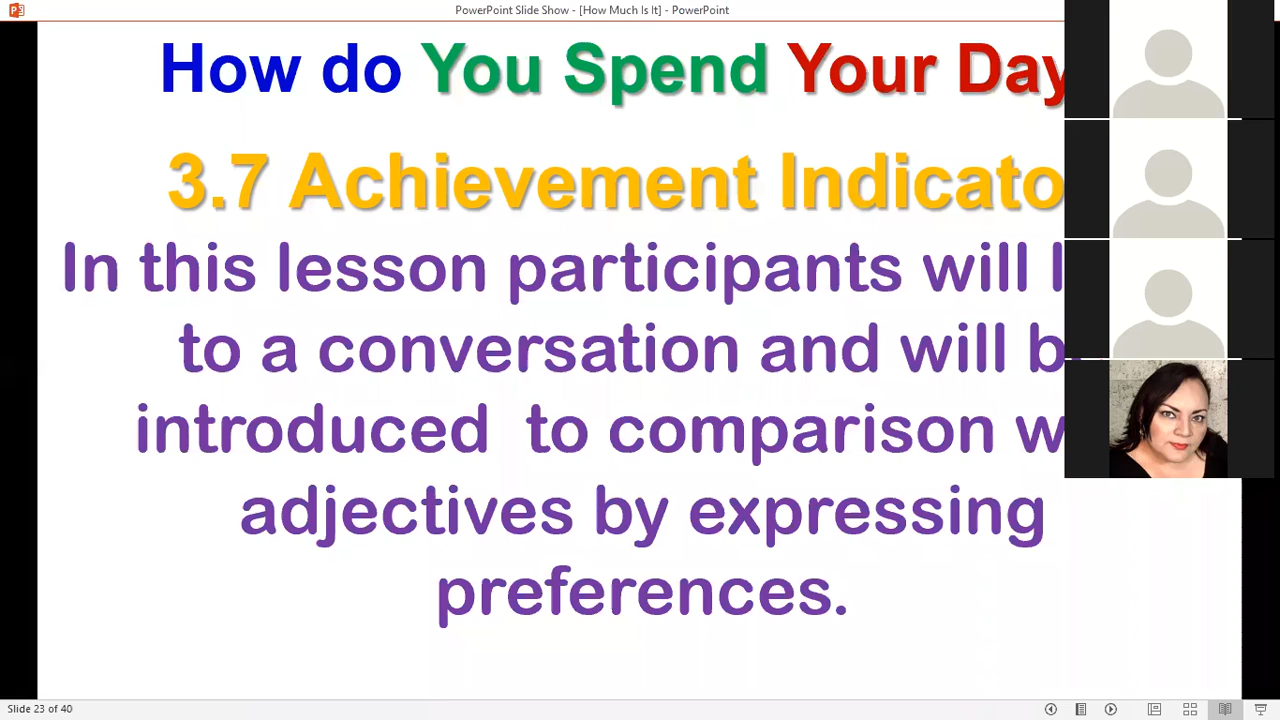 PowerPoint Slide Show - [How Much Is It] - PowerPoint
How do You Spend Your Day
3.7 Achievement Indicato
In this lesson participants will
to a conversation and will b
introduced to comparison w
adjectives by expressing
preferences.
Slide 23 of 40